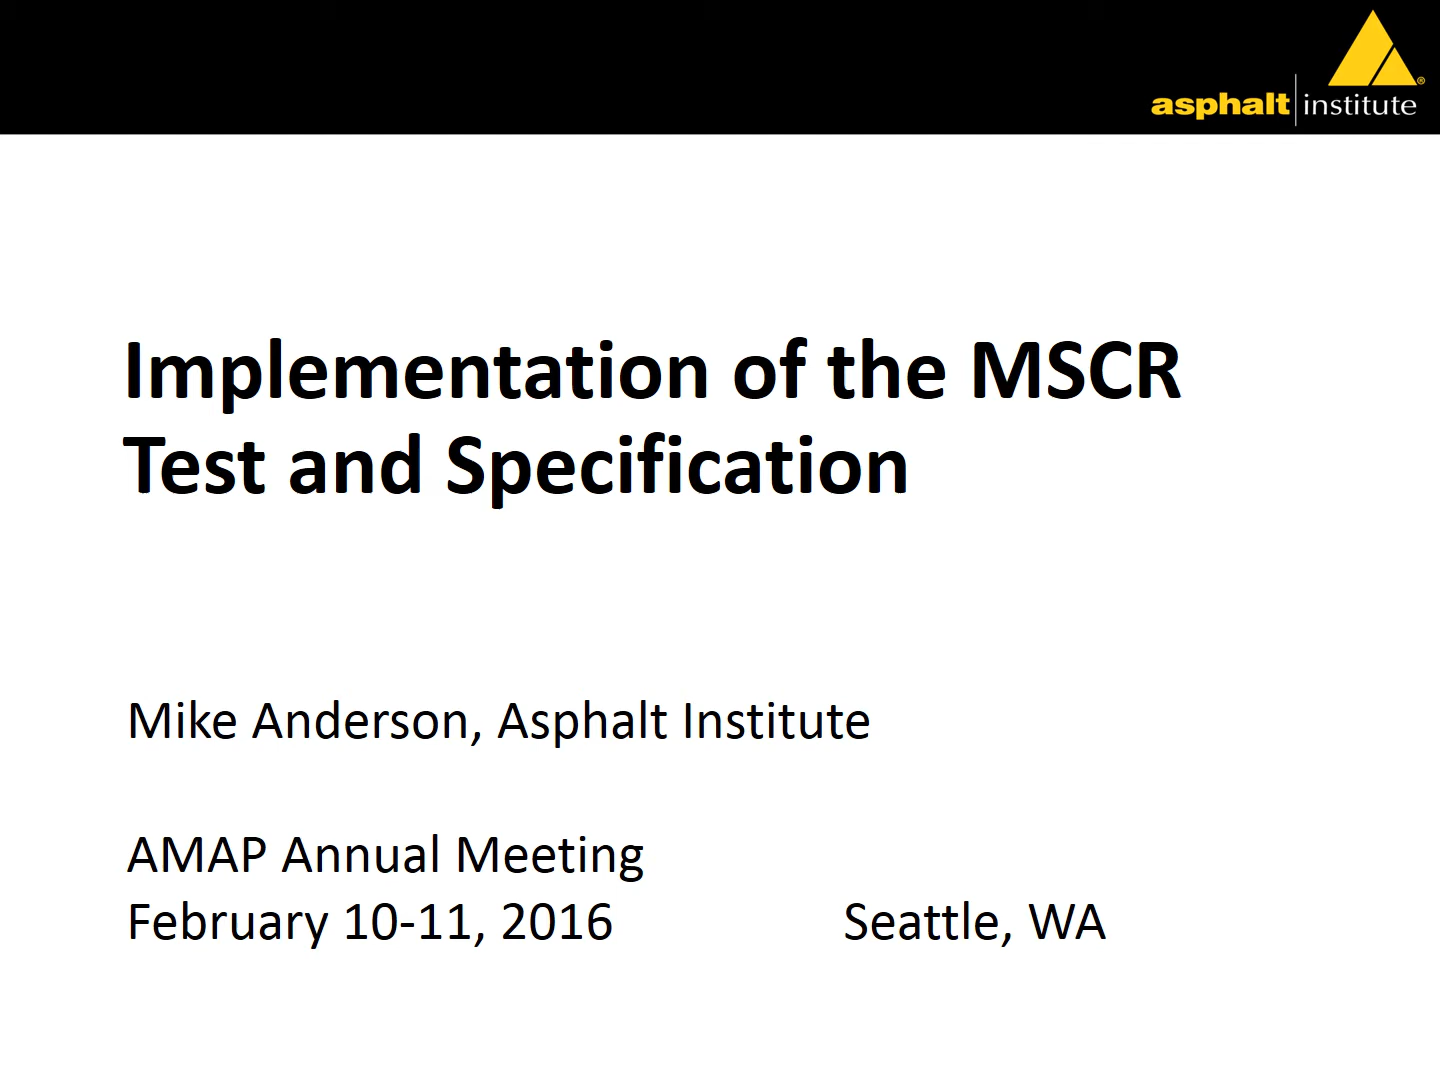 asphalt institute®
Implementation of the MSCR
Test and Specification
Mike Anderson, Asphalt Institute
AMAP Annual Meeting
February 10-11, 2016 Seattle, WA